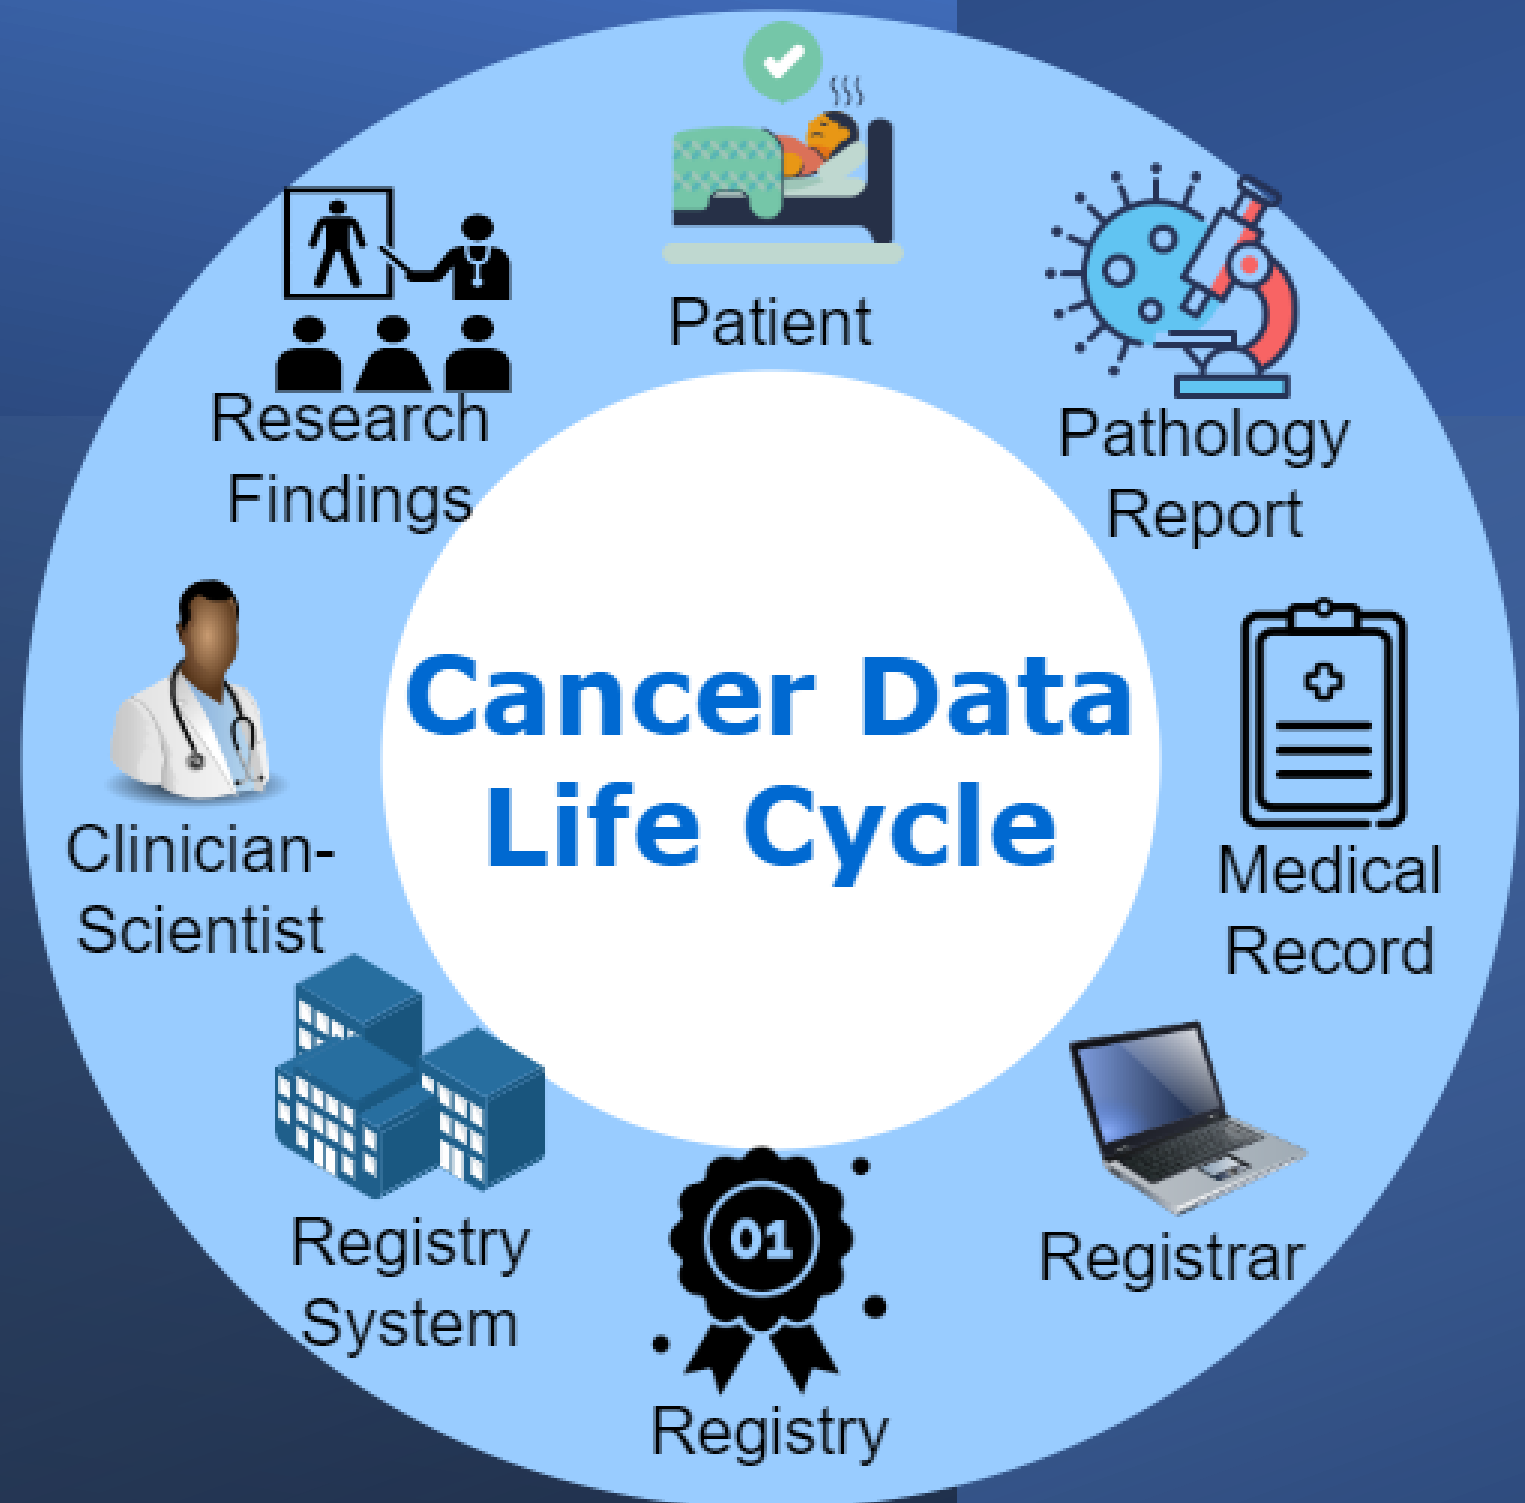 Patient
Pathology
Report
Medical
Record
Registrar
01
Registry
Registry
System
Clinician-
Scientist
Research
Findings
Cancer Data
Life Cycle